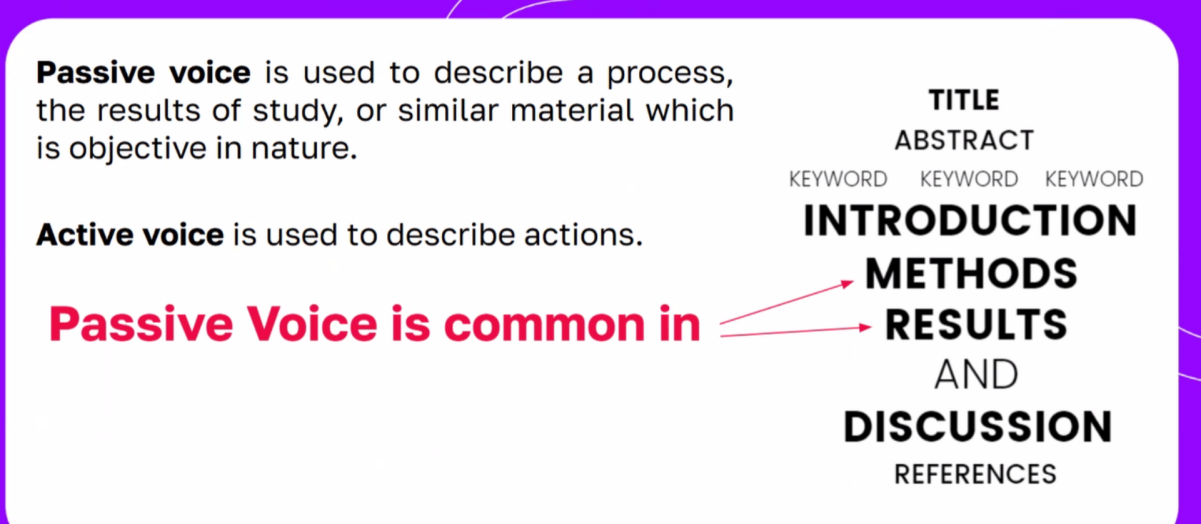 Passive voice is used to describe a process,
the results of study, or similar material which
is objective in nature.
Active voice is used to describe actions.
Passive Voice is common in
TITLE
ABSTRACT
KEYWORD KEYWORD KEYWORD
INTRODUCTION
METHODS
RESULTS
AND
DISCUSSION
REFERENCES